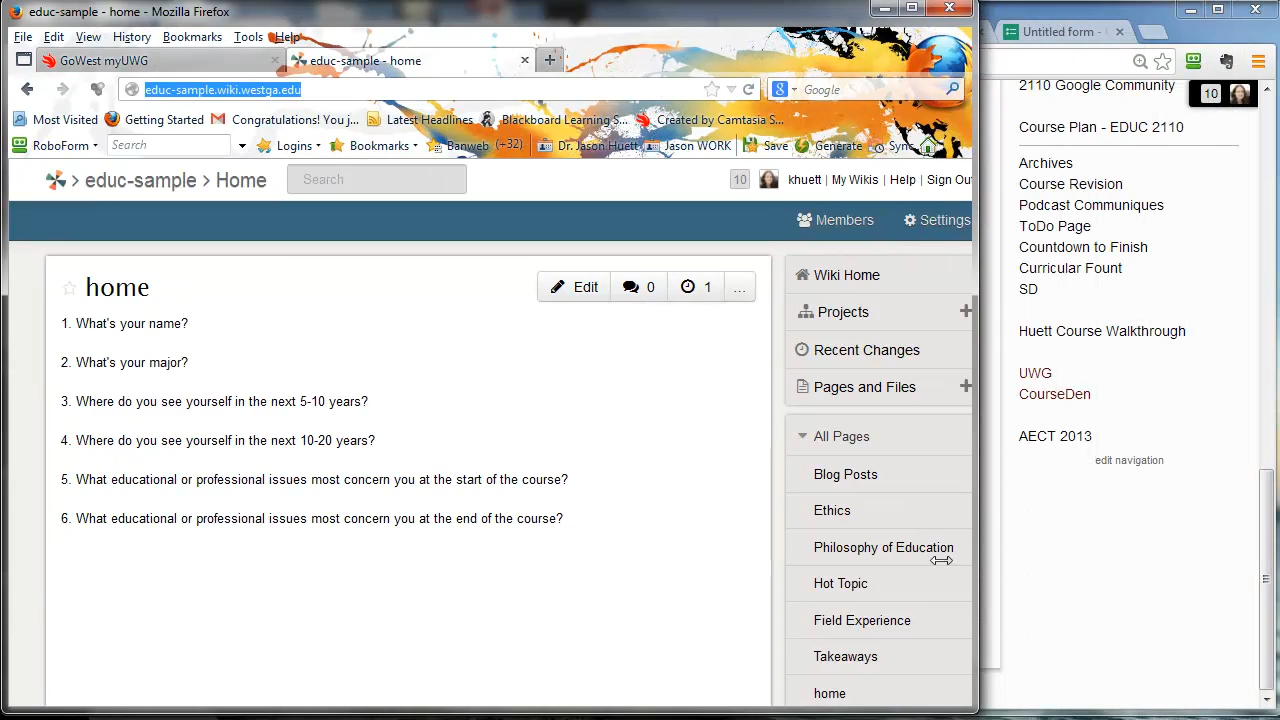 educ-sample - home - Mozilla Firefox
File Edit View History Bookmarks Tools Help
GoWest myUWG
educ-sample - home
educ-sample.wiki.westga.edu
Google
Most Visited Getting Started Congratulations! You j... Latest Headlines Blackboard Learning S... Created by Camtasia S...
RoboForm Search Logins Bookmarks Banweb (+32) Dr. Jason Huett Jason WORK Save Generate Sync
educ-sample > Home
Search
10 khuett My Wikis Help Sign Ou
Members Settings
home
Edit 0 1 ...
1. What's your name?
2. What's your major?
3. Where do you see yourself in the next 5-10 years?
4. Where do you see yourself in the next 10-20 years?
5. What educational or professional issues most concern you at the start of the course?
6. What educational or professional issues most concern you at the end of the course?
Wiki Home
Projects
Recent Changes
Pages and Files
All Pages
Blog Posts
Ethics
Philosophy of Education
Hot Topic
Field Experience
Takeaways
home
Untitled form -
2110 Google Community
10
Course Plan - EDUC 2110
Archives
Course Revision
Podcast Communiques
ToDo Page
Countdown to Finish
Curricular Fount
SD
Huett Course Walkthrough
UWG
CourseDen
AECT 2013
edit navigation